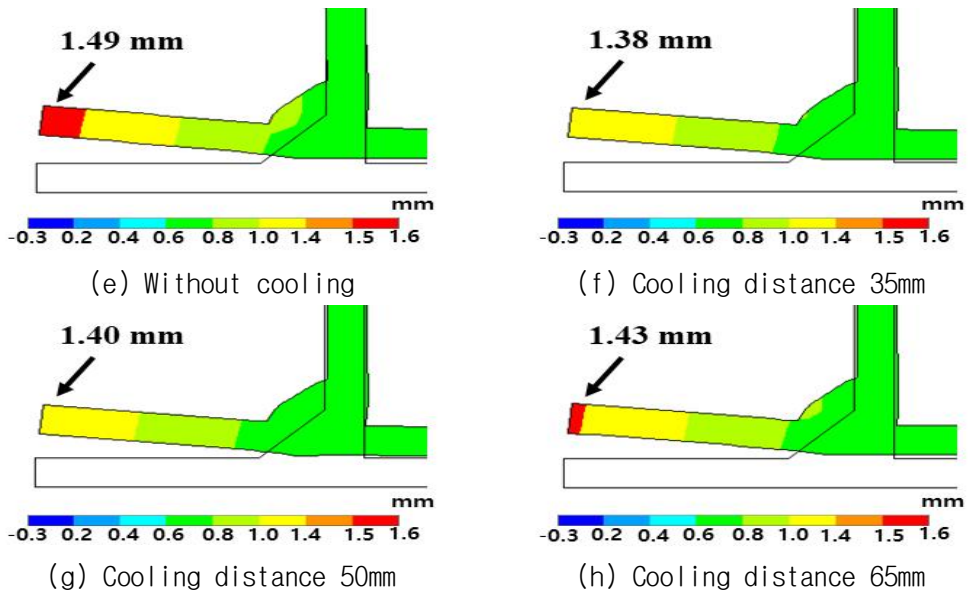 1.49 mm
1.38 mm
mm
mm
-0.3 0.2 0.4 0.6 0.8 1.0 1.4 1.5 1.6
-0.3 0.2 0.4 0.6 0.8 1.0 1.4 1.5 1.6
(e) Without cooling
(f) Cooling distance 35mm
1.40 mm
1.43 mm
mm
mm
-0.3 0.2 0.4 0.6 0.8 1.0 1.4 1.5 1.6
-0.3 0.2 0.4 0.6 0.8 1.0 1.4 1.5 1.6
(g) Cooling distance 50mm
(h) Cooling distance 65mm